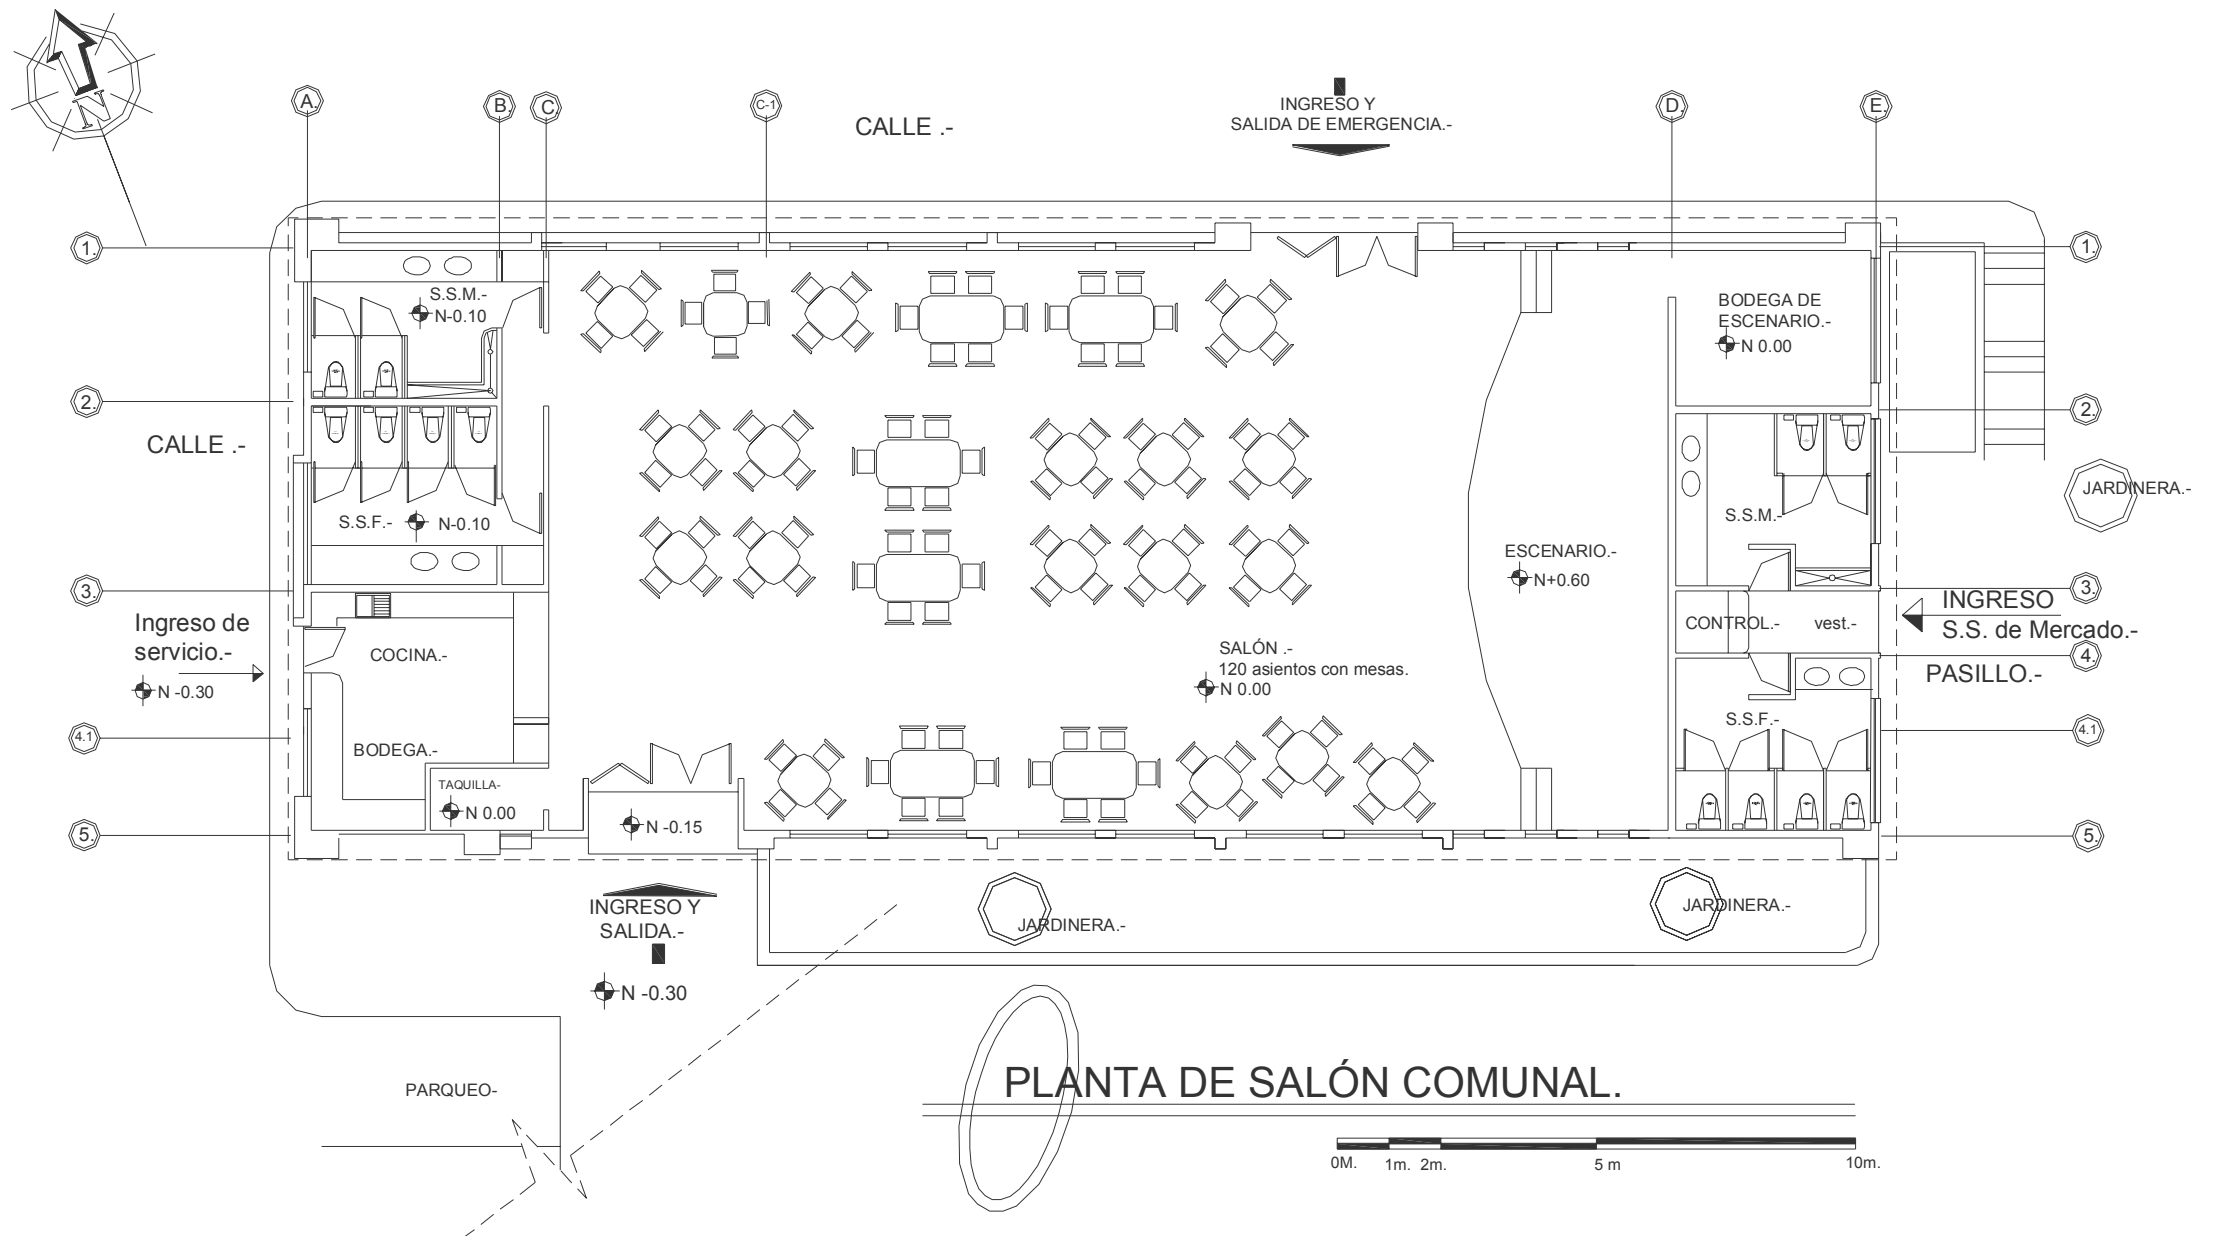 N
A.
B.
C.
C-1
D.
E.
CALLE .-
INGRESO Y
SALIDA DE EMERGENCIA.-
1.
1.
S.S.M.-
N-0.10
BODEGA DE
ESCENARIO.-
N 0.00
2.
2.
CALLE .-
JARDINERA.-
S.S.F.-
N-0.10
S.S.M.-
ESCENARIO.-
N+0.60
3.
3.
Ingreso de
servicio.-
N -0.30
INGRESO
S.S. de Mercado.-
CONTROL.-
vest.-
COCINA.-
SALÓN .-
120 asientos con mesas.
N 0.00
4.
PASILLO.-
S.S.F.-
4.1
4.1
BODEGA.-
TAQUILLA-
N 0.00
N -0.15
5.
5.
INGRESO Y
SALIDA.-
JARDINERA.-
JARDINERA.-
N -0.30
PARQUEO-
PLANTA DE SALÓN COMUNAL.
0M.
1m.
2m.
5 m
10m.